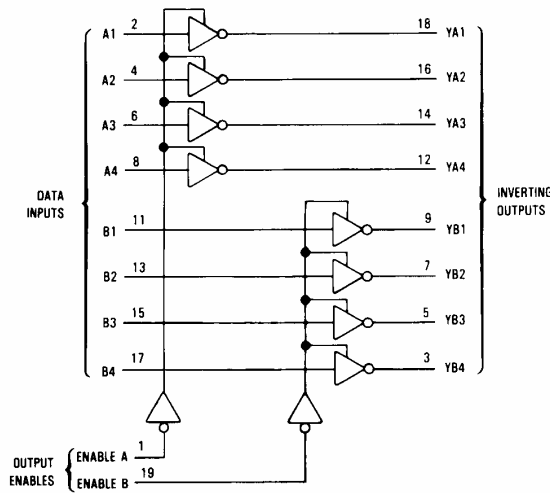 A1 2 18 YA1
A2 4 16 YA2
A3 6 14 YA3
A4 8 12 YA4
DATA
INPUTS
INVERTING
OUTPUTS
B1 11 9 YB1
B2 13 7 YB2
B3 15 5 YB3
B4 17 3 YB4
OUTPUT
ENABLES
ENABLE A 1
ENABLE B 19